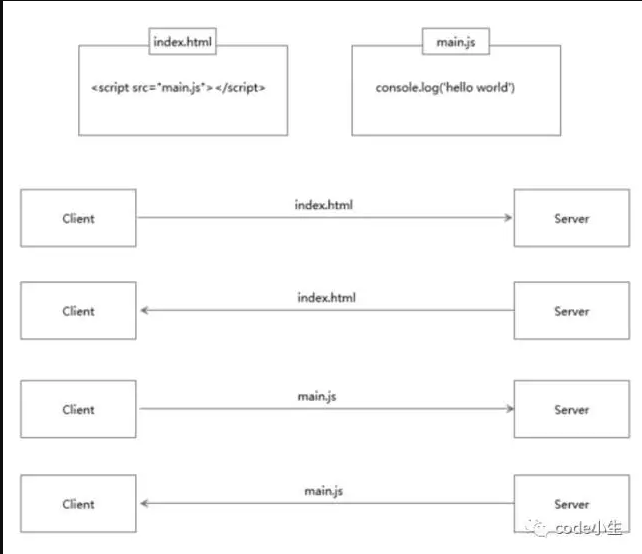 index.html
<script src="main.js"></script>
main.js
console.log('hello world')
Client
index.html
Server
Client
index.html
Server
Client
main.js
Server
Client
main.js
Server
code小生